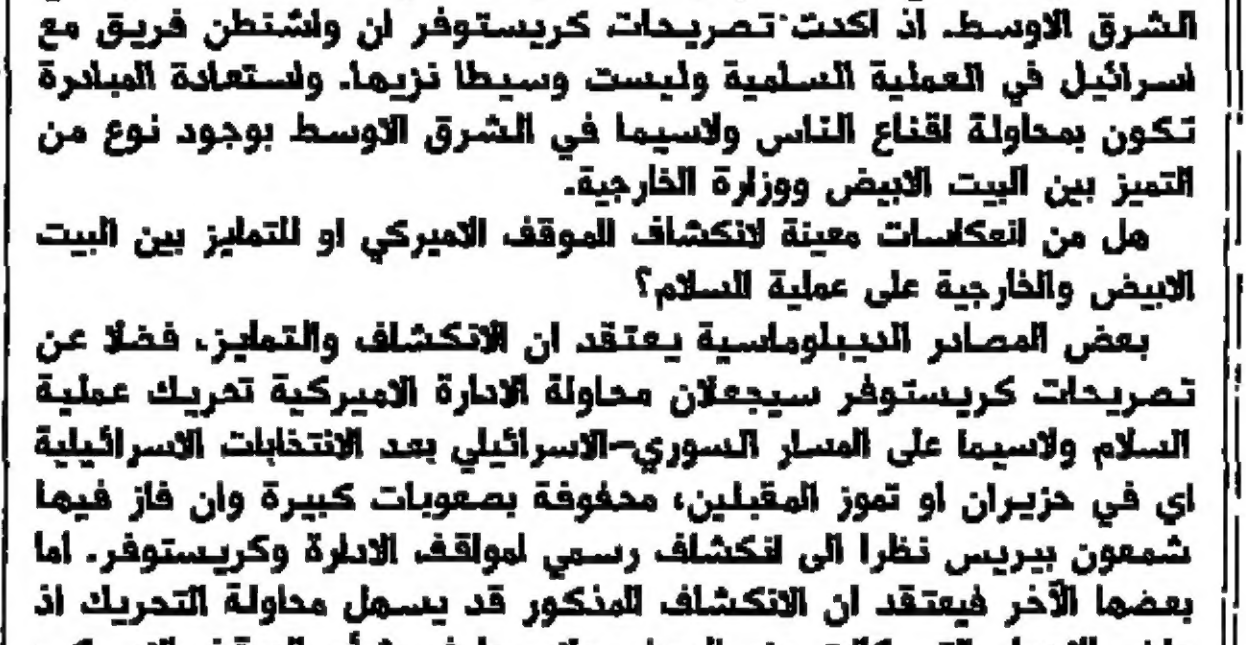 الشرق الاوسط. اذ اكدت تصريحات كريستوفر ان واشنطن فريق مع
اسرائيل في العملية السلمية وليست وسيطا نزيها. واستعادة المبادرة
تكون بمحاولة اقناع الناس ولاسيما في الشرق الاوسط بوجود نوع من
التميز بين البيت الابيض ووزارة الخارجية.
هل من انعكاسات معينة لانكشاف الموقف الاميركي او للتمايز بين البيت
الابيض والخارجية على عملية السلام؟
بعض المصادر الديبلوماسية يعتقد ان الانكشاف والتمايز، فضلا عن
تصريحات كريستوفر سيجعلان محاولة الادارة الاميركية تحريك عملية
السلام ولاسيما على المسار السوري-الاسرائيلي بعد الانتخابات الاسرائيلية
اي في حزيران او تموز المقبلين، محفوفة بصعوبات كبيرة وان فاز فيها
شمعون بيريس نظرا الى انكشاف رسمي لمواقف الادارة وكريستوفر. اما
بعضها الآخر فيعتقد ان الانكشاف المذكور قد يسهل محاولة التحريك اذ